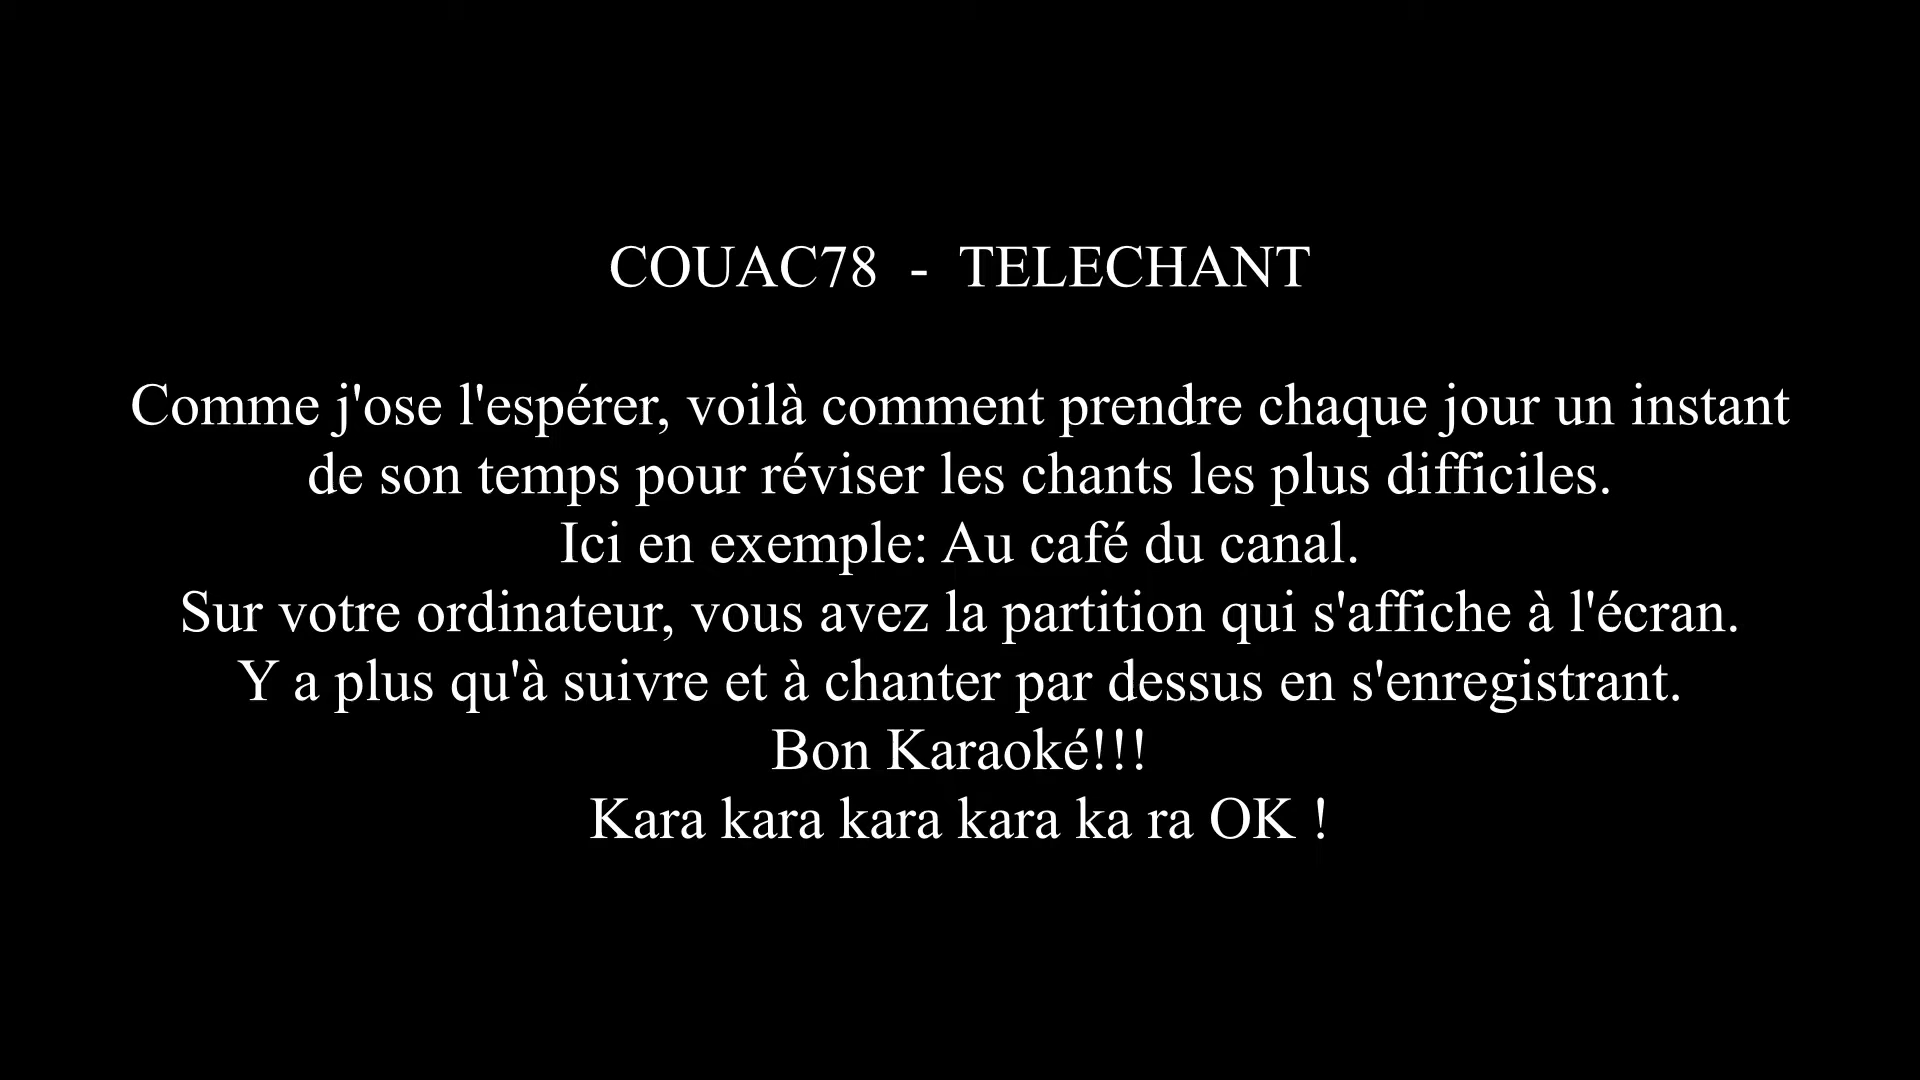 COUAC78 - TELECHANT
Comme j'ose l'espérer, voilà comment prendre chaque jour un instant
de son temps pour réviser les chants les plus difficiles.
Ici en exemple: Au café du canal.
Sur votre ordinateur, vous avez la partition qui s'affiche à l'écran.
Y a plus qu'à suivre et à chanter par dessus en s'enregistrant.
Bon Karaoké!!!
Kara kara kara kara ka ra OK !